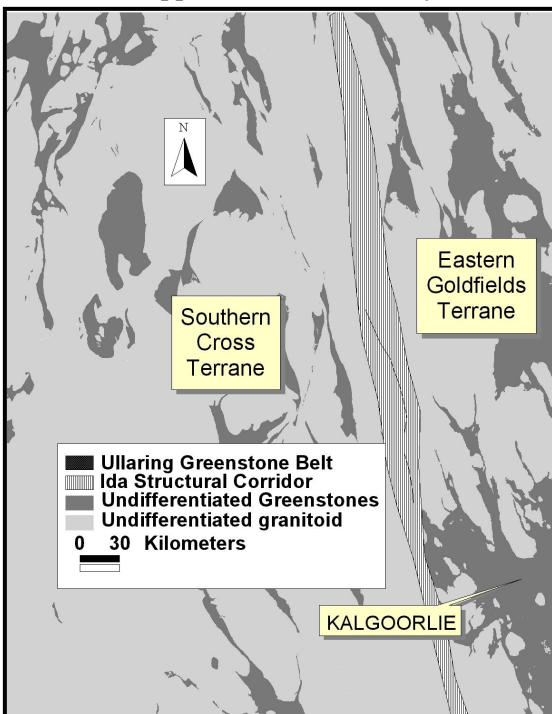 N
Eastern
Goldfields
Terrane
Southern
Cross
Terrane
Ullaring Greenstone Belt
Ida Structural Corridor
Undifferentiated Greenstones
Undifferentiated granitoid
0 30 Kilometers
KALGOORLIE